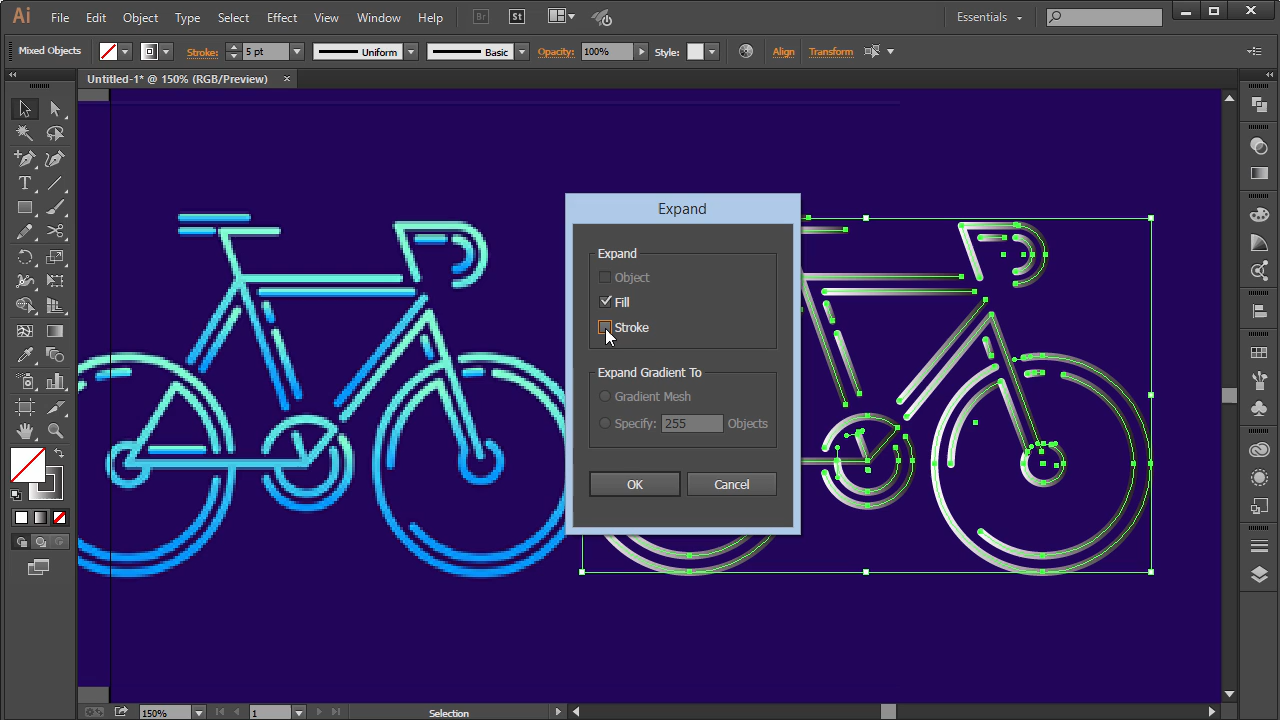 Ai File Edit Object Type Select Effect View Window Help Br St Essentials
Mixed Objects Stroke: 5 pt Uniform Basic Opacity: 100% Style: Align Transform
Untitled-1* @ 150% (RGB/Preview) ×
Expand
Expand
Object
Fill
Stroke
Expand Gradient To
Gradient Mesh
Specify: 255 Objects
OK Cancel
T
150% 1 Selection